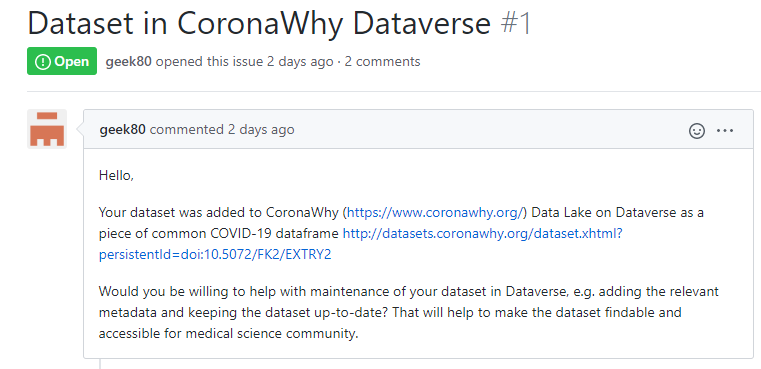 Dataset in CoronaWhy Dataverse #1
Open geek80 opened this issue 2 days ago · 2 comments
geek80 commented 2 days ago
Hello,
Your dataset was added to CoronaWhy (https://www.coronawhy.org/) Data Lake on Dataverse as a
piece of common COVID-19 dataframe http://datasets.coronawhy.org/dataset.xhtml?
persistentId=doi:10.5072/FK2/EXTRY2
Would you be willing to help with maintenance of your dataset in Dataverse, e.g. adding the relevant
metadata and keeping the dataset up-to-date? That will help to make the dataset findable and
accessible for medical science community.